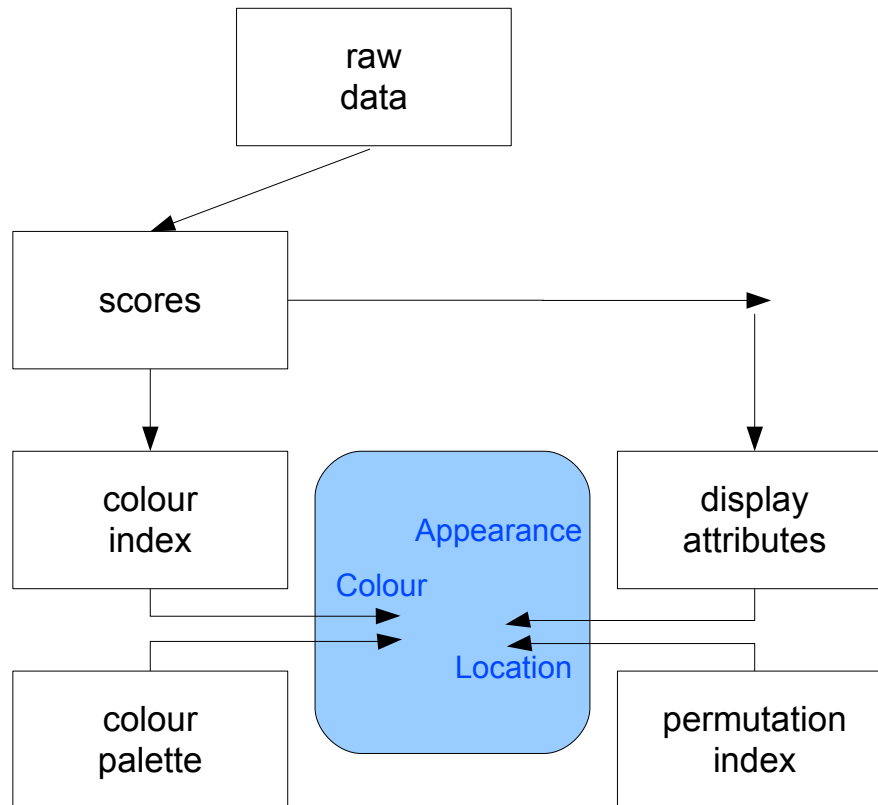 raw
data
scores
colour
index
Appearance
Colour
display
attributes
colour
palette
Location
permutation
index